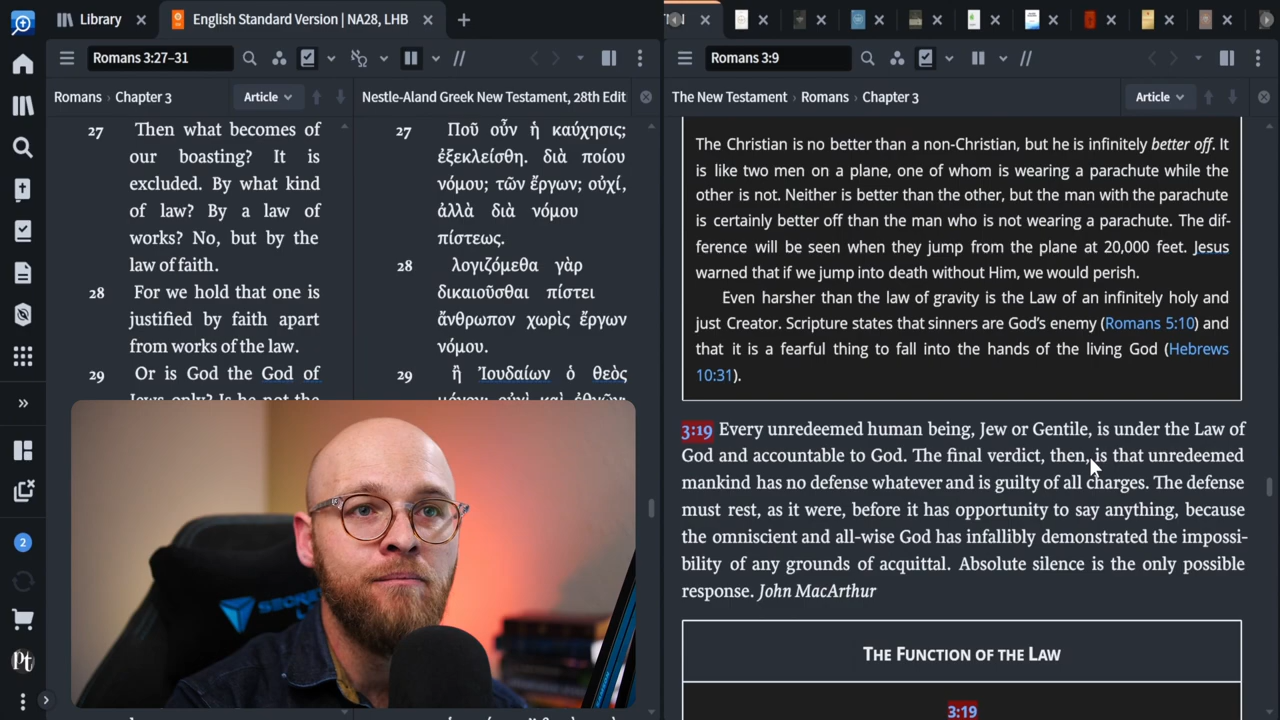 Library
English Standard Version | NA28, LHB
Romans 3:27–31
Romans › Chapter 3
Article
Nestle-Aland Greek New Testament, 28th Edit
27 Then what becomes of
our boasting? It is
excluded. By what kind
of law? By a law of
works? No, but by the
law of faith.
28 For we hold that one is
justified by faith apart
from works of the law.
29 Or is God the God of
Jews only? Is he not the
27 Ποῦ οὖν ἡ καύχησις;
ἐξεκλείσθη. διὰ ποίου
νόμου; τῶν ἔργων; οὐχί,
ἀλλὰ διὰ νόμου
πίστεως.
28 λογιζόμεθα γὰρ
δικαιοῦσθαι πίστει
ἄνθρωπον χωρὶς ἔργων
νόμου.
29 ἢ Ἰουδαίων ὁ θεὸς
μόνον; οὐχὶ καὶ ἐθνῶν;
2
Pt
Romans 3:9
The New Testament › Romans › Chapter 3
Article
The Christian is no better than a non-Christian, but he is infinitely better off. It
is like two men on a plane, one of whom is wearing a parachute while the
other is not. Neither is better than the other, but the man with the parachute
is certainly better off than the man who is not wearing a parachute. The dif-
ference will be seen when they jump from the plane at 20,000 feet. Jesus
warned that if we jump into death without Him, we would perish.
Even harsher than the law of gravity is the Law of an infinitely holy and
just Creator. Scripture states that sinners are God's enemy (Romans 5:10) and
that it is a fearful thing to fall into the hands of the living God (Hebrews
10:31).
3:19 Every unredeemed human being, Jew or Gentile, is under the Law of
God and accountable to God. The final verdict, then, is that unredeemed
mankind has no defense whatever and is guilty of all charges. The defense
must rest, as it were, before it has opportunity to say anything, because
the omniscient and all-wise God has infallibly demonstrated the impossi-
bility of any grounds of acquittal. Absolute silence is the only possible
response. John MacArthur
The Function of the Law
3:19